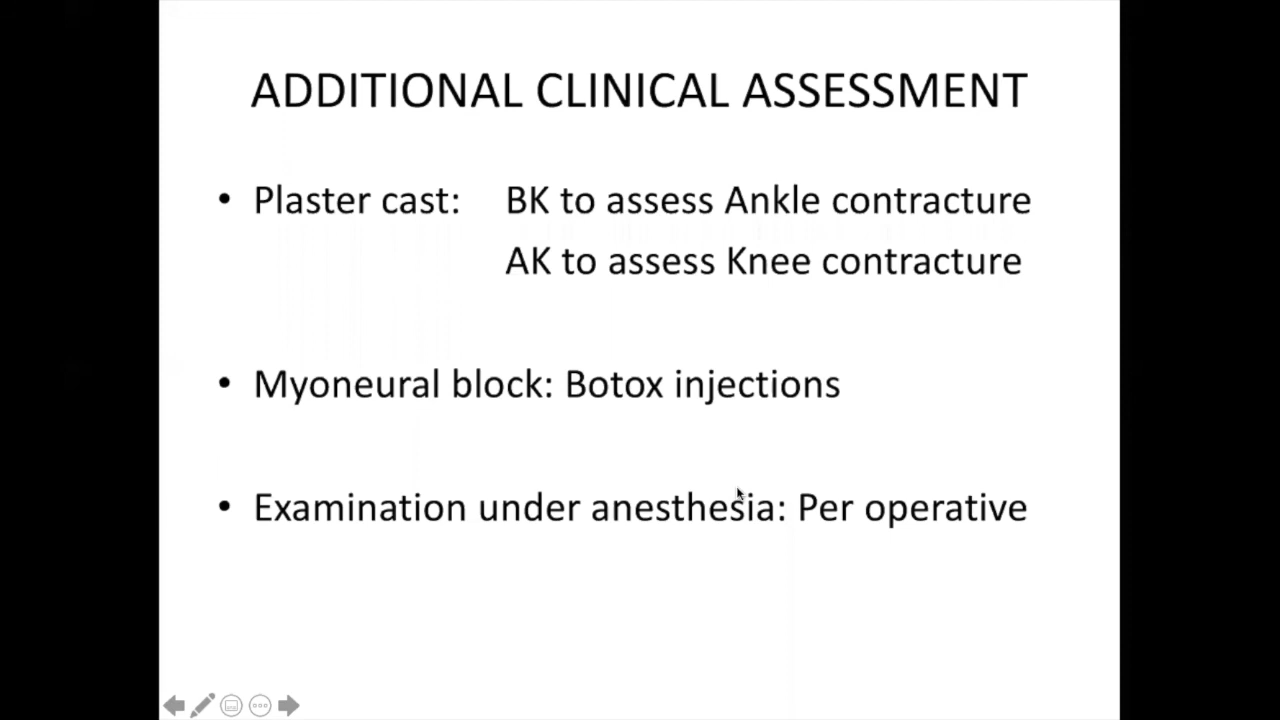 ADDITIONAL CLINICAL ASSESSMENT
• Plaster cast: BK to assess Ankle contracture
AK to assess Knee contracture
• Myoneural block: Botox injections
• Examination under anesthesia: Per operative